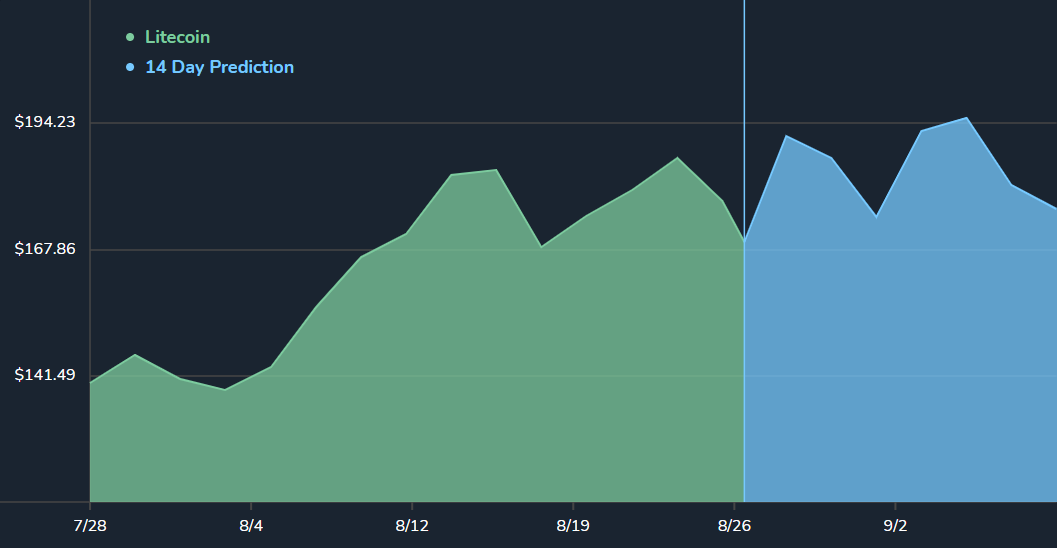 Litecoin
14 Day Prediction
$194.23
$167.86
$141.49
7/28 8/4 8/12 8/19 8/26 9/2